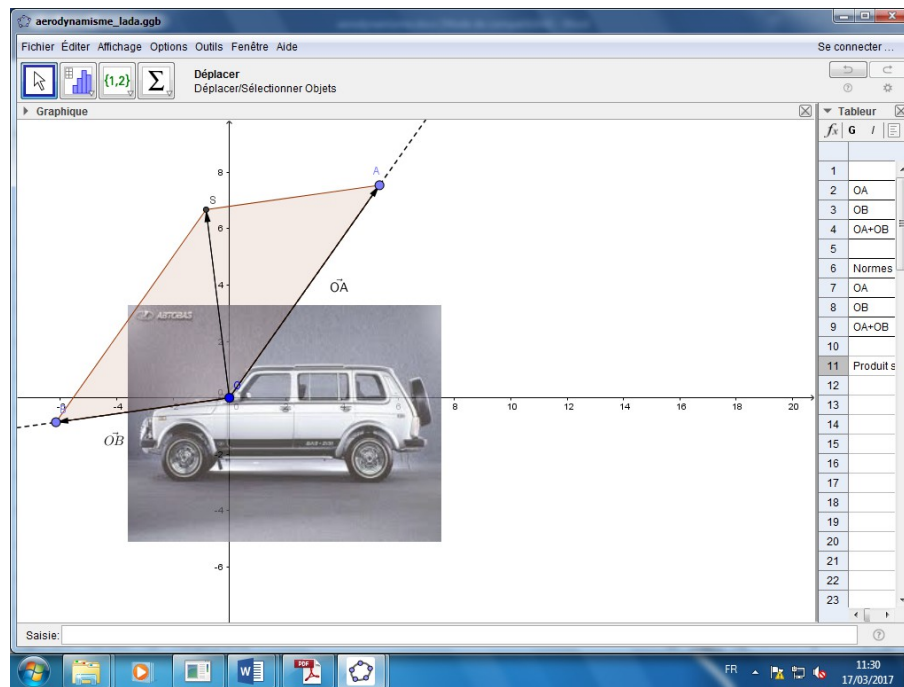 aerodynamisme_lada.ggb
Fichier Éditer Affichage Options Outils Fenêtre Aide
Se connecter...
{1,2}
Σ
Déplacer
Déplacer/Sélectionner Objets
Graphique
Tableur
fx G I
1
2 OA
3 OB
4 OA+OB
5
6 Normes
7 OA
8 OB
9 OA+OB
10
11 Produit s
12
13
14
15
16
17
18
19
20
21
22
23
A
8
S
6
4
OA
2
0
-4
0
6 8 10 12 14 16 18 20
OB
-2
-4
-6
Saisie:
PDF
FR
11:30
17/03/2017